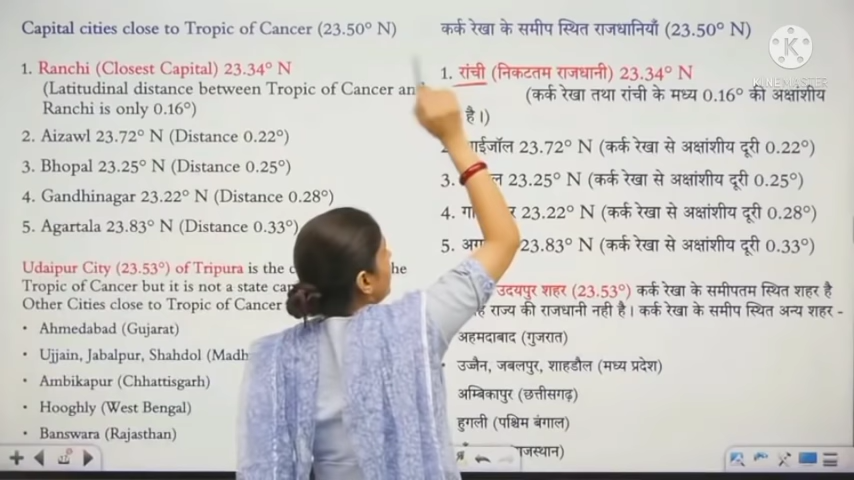 Capital cities close to Tropic of Cancer (23.50° N)
1. Ranchi (Closest Capital) 23.34° N
(Latitudinal distance between Tropic of Cancer and
Ranchi is only 0.16°)
2. Aizawl 23.72° N (Distance 0.22°)
3. Bhopal 23.25° N (Distance 0.25°)
4. Gandhinagar 23.22° N (Distance 0.28°)
5. Agartala 23.83° N (Distance 0.33°)
Udaipur City (23.53°) of Tripura is the
Tropic of Cancer but it is not a state
Other Cities close to Tropic of Cancer
• Ahmedabad (Gujarat)
• Ujjain, Jabalpur, Shahdol
• Ambikapur (Chhattisgarh)
• Hooghly (West Bengal)
• Banswara (Rajasthan)
कर्क रेखा के समीप स्थित राजधानियाँ (23.50° N)
1. रांची (निकटतम राजधानी) 23.34° N
(कर्क रेखा तथा रांची के मध्य 0.16° की अक्षांशीय
है।)
23.72° N (कर्क रेखा से अक्षांशीय दूरी 0.22°)
3. 23.25° N (कर्क रेखा से अक्षांशीय दूरी 0.25°)
4. 23.22° N (कर्क रेखा से अक्षांशीय दूरी 0.28°)
5. 23.83° N (कर्क रेखा से अक्षांशीय दूरी 0.33°)
उदयपुर शहर (23.53°) कर्क रेखा के समीपतम स्थित शहर है
राज्य की राजधानी नही है। कर्क रेखा के समीप स्थित अन्य शहर -
अहमदाबाद (गुजरात)
उज्जैन, जबलपुर, शाहडौल (मध्य प्रदेश)
अम्बिकापुर (छत्तीसगढ़)
हुगली (पश्चिम बंगाल)
KINEMASTER